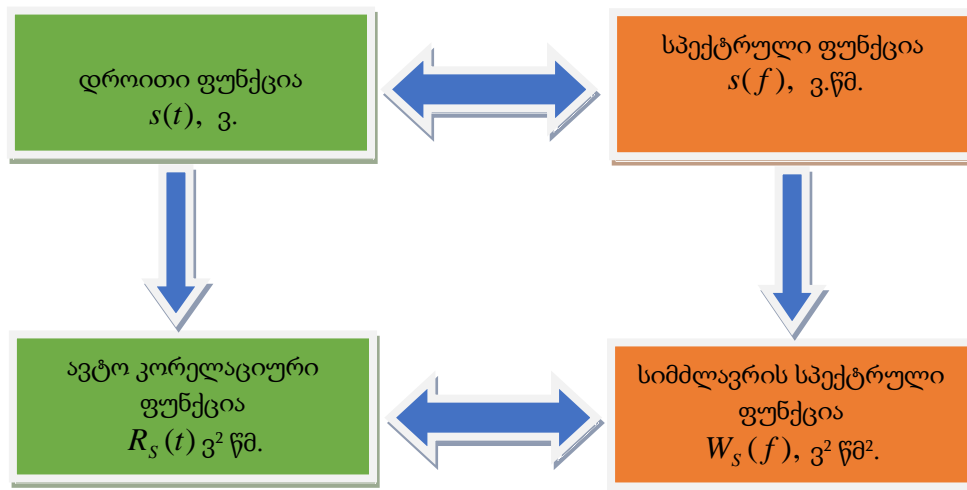 დროითი ფუნქცია
s(t), ვ.
სპექტრული ფუნქცია
s(f), ვ.წმ.
ავტო კორელაციური
ფუნქცია
R_S(t) ვ² წმ.
სიმძლავრის სპექტრული
ფუნქცია
W_S(f), ვ² წმ².